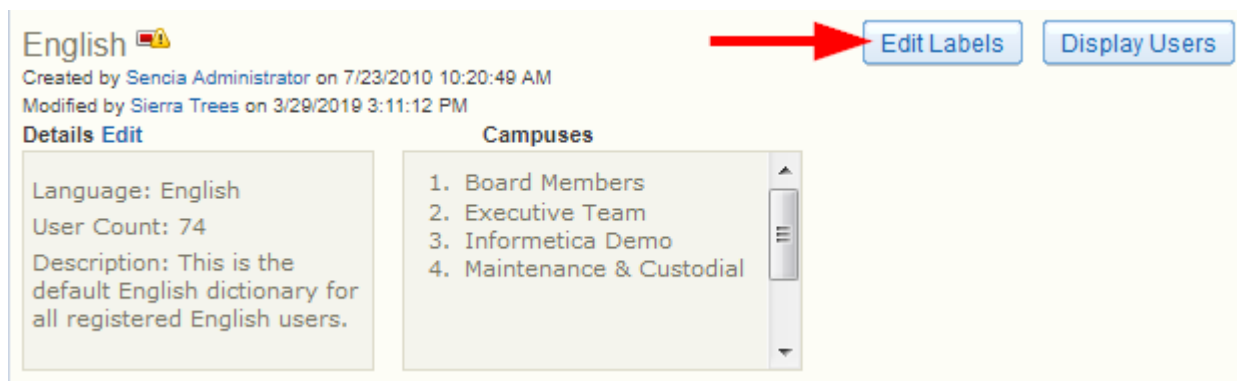 English
Edit Labels
Display Users
Created by Sencia Administrator on 7/23/2010 10:20:49 AM
Modified by Sierra Trees on 3/29/2019 3:11:12 PM
Details Edit
Campuses
Language: English
User Count: 74
Description: This is the
default English dictionary for
all registered English users.
1. Board Members
2. Executive Team
3. Informetica Demo
4. Maintenance & Custodial